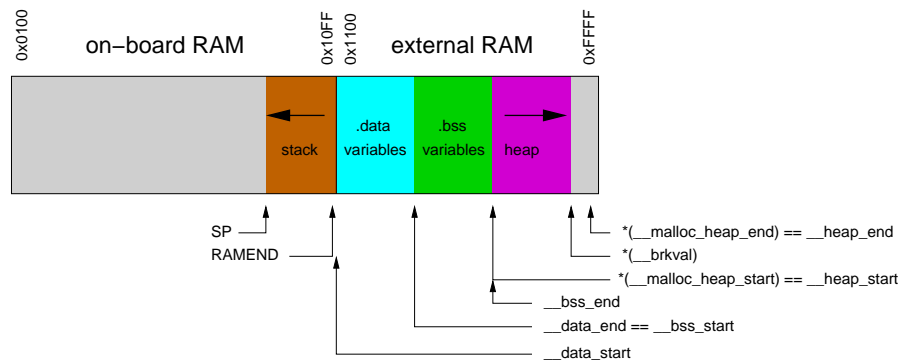 0x0100
on−board RAM
0x10FF
0x1100
external RAM
0xFFFF
stack
.data
variables
.bss
variables
heap
SP
RAMEND
*(__malloc_heap_end) == __heap_end
*(__brkval)
*(__malloc_heap_start) == __heap_start
__bss_end
__data_end == __bss_start
__data_start